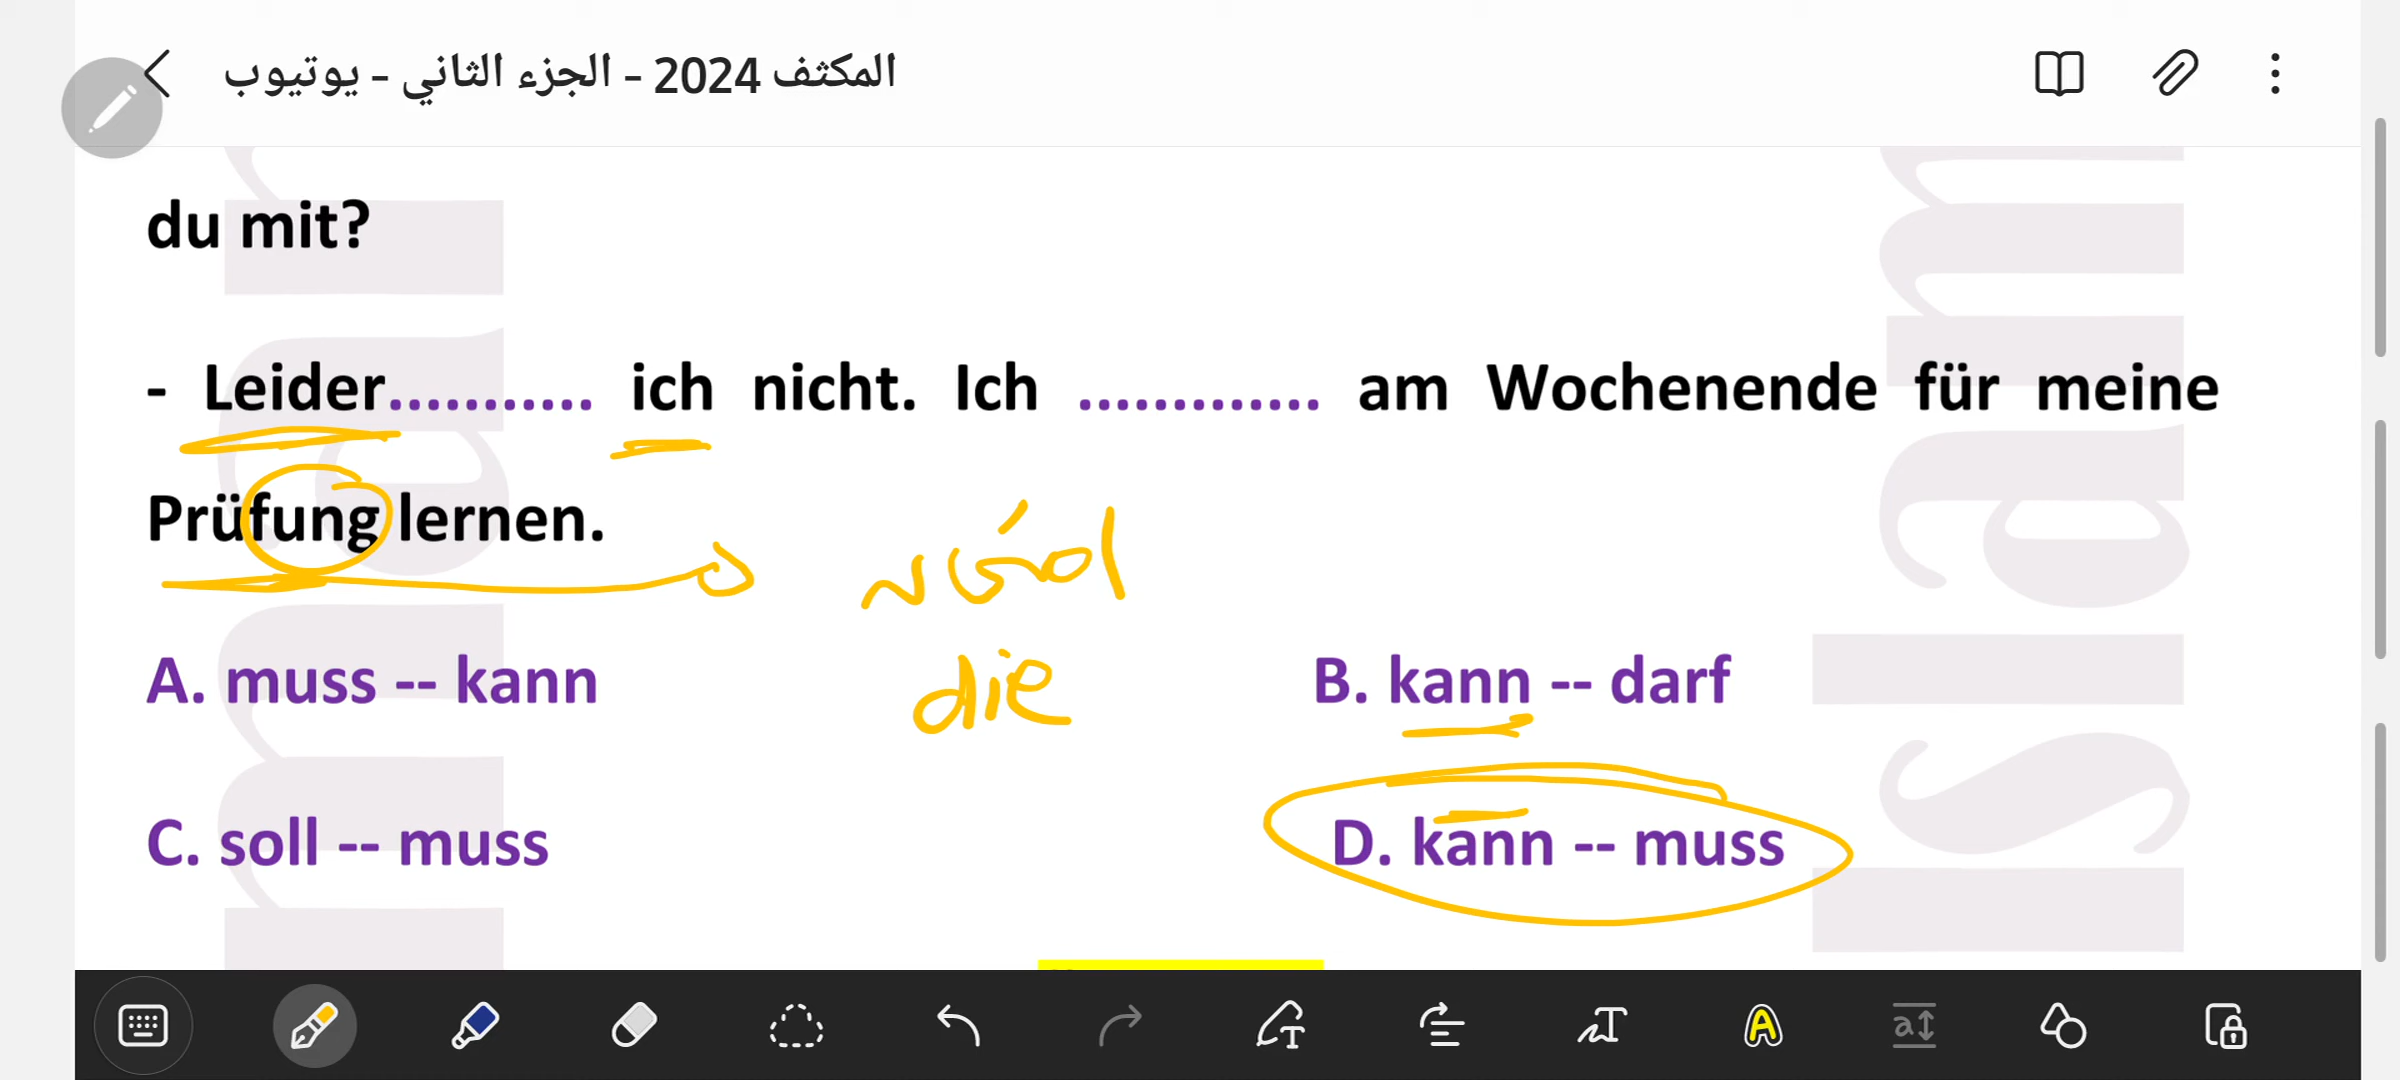 المكثف 2024 - الجزء الثاني - يوتيوب
du mit?
- Leider........... ich nicht. Ich ............. am Wochenende für meine
Prüfung lernen.
die
A. muss -- kann
B. kann -- darf
C. soll -- muss
D. kann -- muss